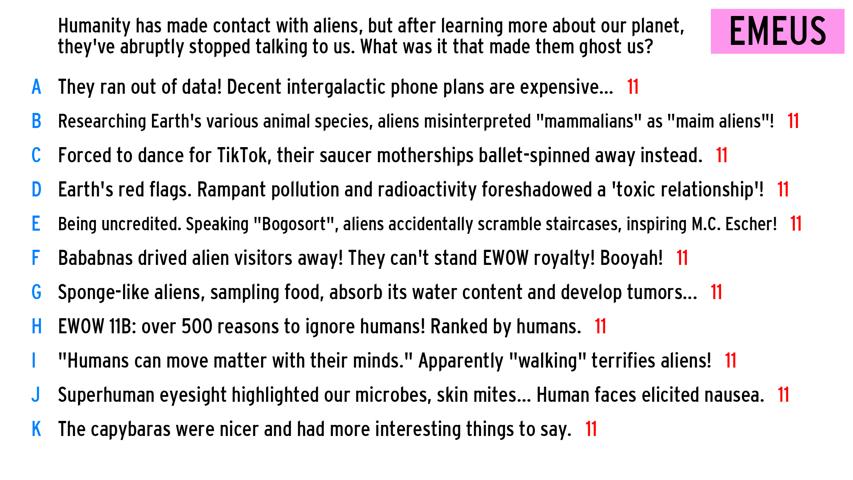 Humanity has made contact with aliens, but after learning more about our planet,
they've abruptly stopped talking to us. What was it that made them ghost us?
EMEUS
A They ran out of data! Decent intergalactic phone plans are expensive... 11
B Researching Earth's various animal species, aliens misinterpreted "mammalians" as "maim aliens"! 11
C Forced to dance for TikTok, their saucer motherships ballet-spinned away instead. 11
D Earth's red flags. Rampant pollution and radioactivity foreshadowed a 'toxic relationship'! 11
E Being uncredited. Speaking "Bogosort", aliens accidentally scramble staircases, inspiring M.C. Escher! 11
F Bababnas drived alien visitors away! They can't stand EWOW royalty! Booyah! 11
G Sponge-like aliens, sampling food, absorb its water content and develop tumors... 11
H EWOW 11B: over 500 reasons to ignore humans! Ranked by humans. 11
I "Humans can move matter with their minds." Apparently "walking" terrifies aliens! 11
J Superhuman eyesight highlighted our microbes, skin mites... Human faces elicited nausea. 11
K The capybaras were nicer and had more interesting things to say. 11